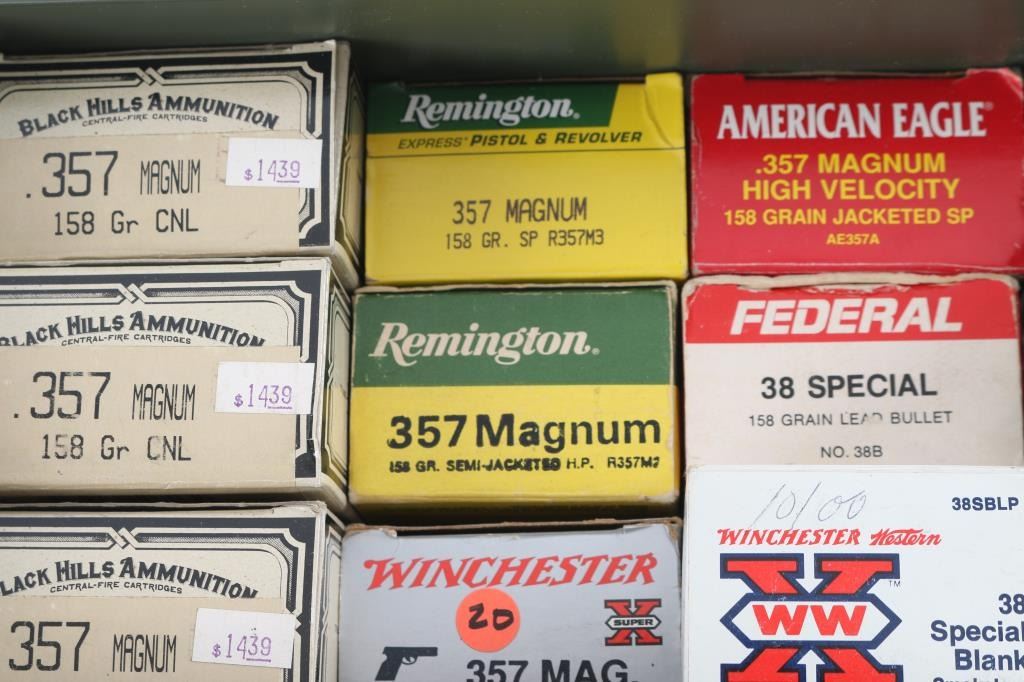 BLACK HILLS AMMUNITION
CENTRAL-FIRE CARTRIDGES
.357 MAGNUM
$1439
158 Gr CNL
Remington®
EXPRESS® PISTOL & REVOLVER
357 MAGNUM
158 GR. SP R357M3
AMERICAN EAGLE®
.357 MAGNUM
HIGH VELOCITY
158 GRAIN JACKETED SP
AE357A
LACK HILLS AMMUNITION
CENTRAL-FIRE CARTRIDGES
.357 MAGNUM
$1439
158 Gr CNL
Remington®
357 Magnum
158 GR. SEMI-JACKETED H.P. R357M2
FEDERAL
38 SPECIAL
158 GRAIN LEAD BULLET
NO. 38B
LACK HILLS AMMUNITION
CENTRAL-FIRE CARTRIDGES
357 MAGNUM
$1439
WINCHESTER
20
X
SUPER
357 MAG.
10/00
38SBLP
WINCHESTER Western
X™
WW
38
Special
Blank